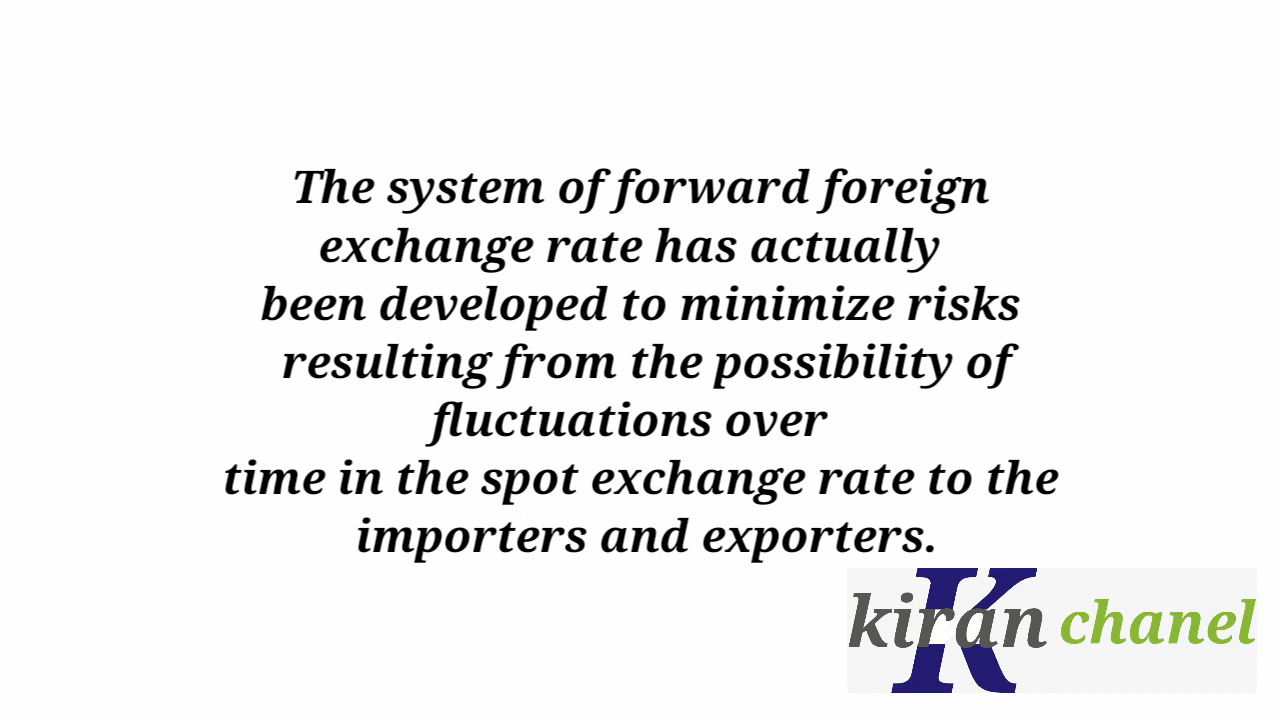 The system of forward foreign
exchange rate has actually
been developed to minimize risks
resulting from the possibility of
fluctuations over
time in the spot exchange rate to the
importers and exporters.
K
kiran chanel